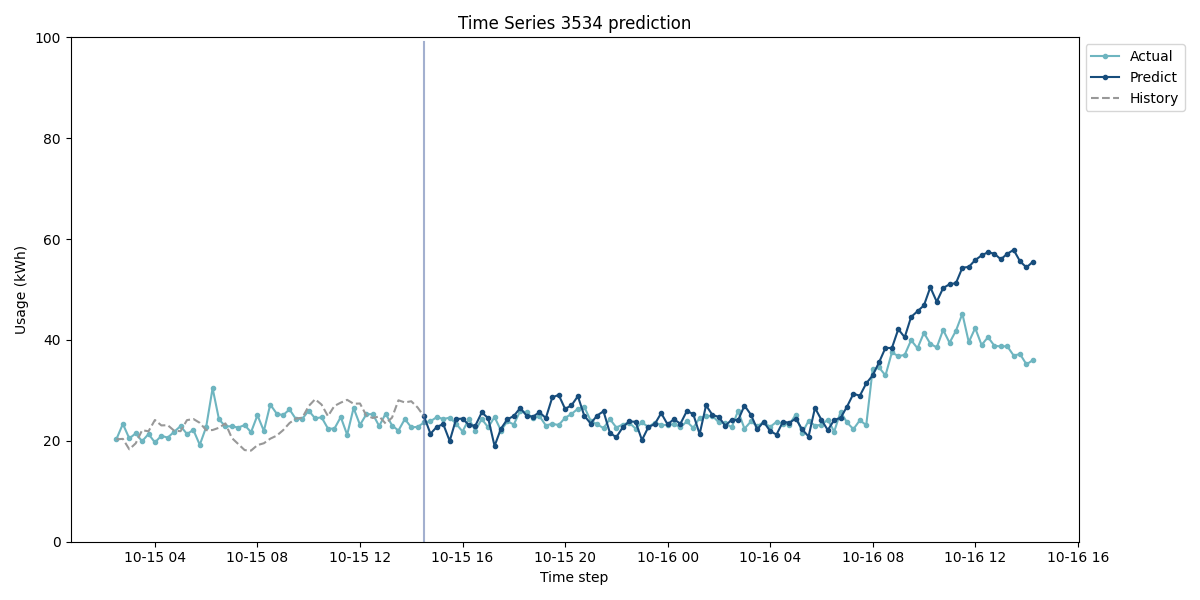 Time Series 3534 prediction
100
80
60
40
20
0
Usage (kWh)
10-15 04
10-15 08
10-15 12
10-15 16
10-15 20
10-16 00
10-16 04
10-16 08
10-16 12
10-16 16
Time step
Actual
Predict
History